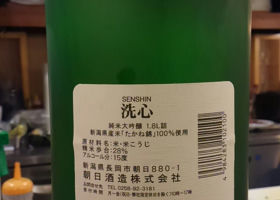 SENSHIN
洗心
純米大吟醸 1.8L詰
新潟県産米「たかね錦」100%使用
原材料名:米・米こうじ
精米歩合:28%
アルコール分:15度
新潟県長岡市朝日880-1
朝日酒造株式会社
TEL 0258-92-3181